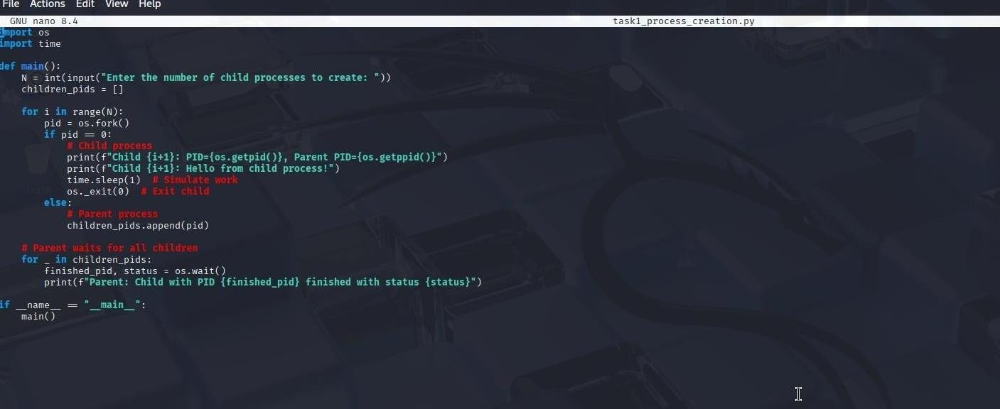 File Actions Edit View Help
GNU nano 8.4 task1_process_creation.py
import os
import time
def main():
    N = int(input("Enter the number of child processes to create: "))
    children_pids = []
    for i in range(N):
        pid = os.fork()
        if pid == 0:
            # Child process
            print(f"Child {i+1}: PID={os.getpid()}, Parent PID={os.getppid()}")
            print(f"Child {i+1}: Hello from child process!")
            time.sleep(1)  # Simulate work
            os._exit(0)  # Exit child
        else:
            # Parent process
            children_pids.append(pid)
    # Parent waits for all children
    for _ in children_pids:
        finished_pid, status = os.wait()
        print(f"Parent: Child with PID {finished_pid} finished with status {status}")
if __name__ == "__main__":
    main()
Trash